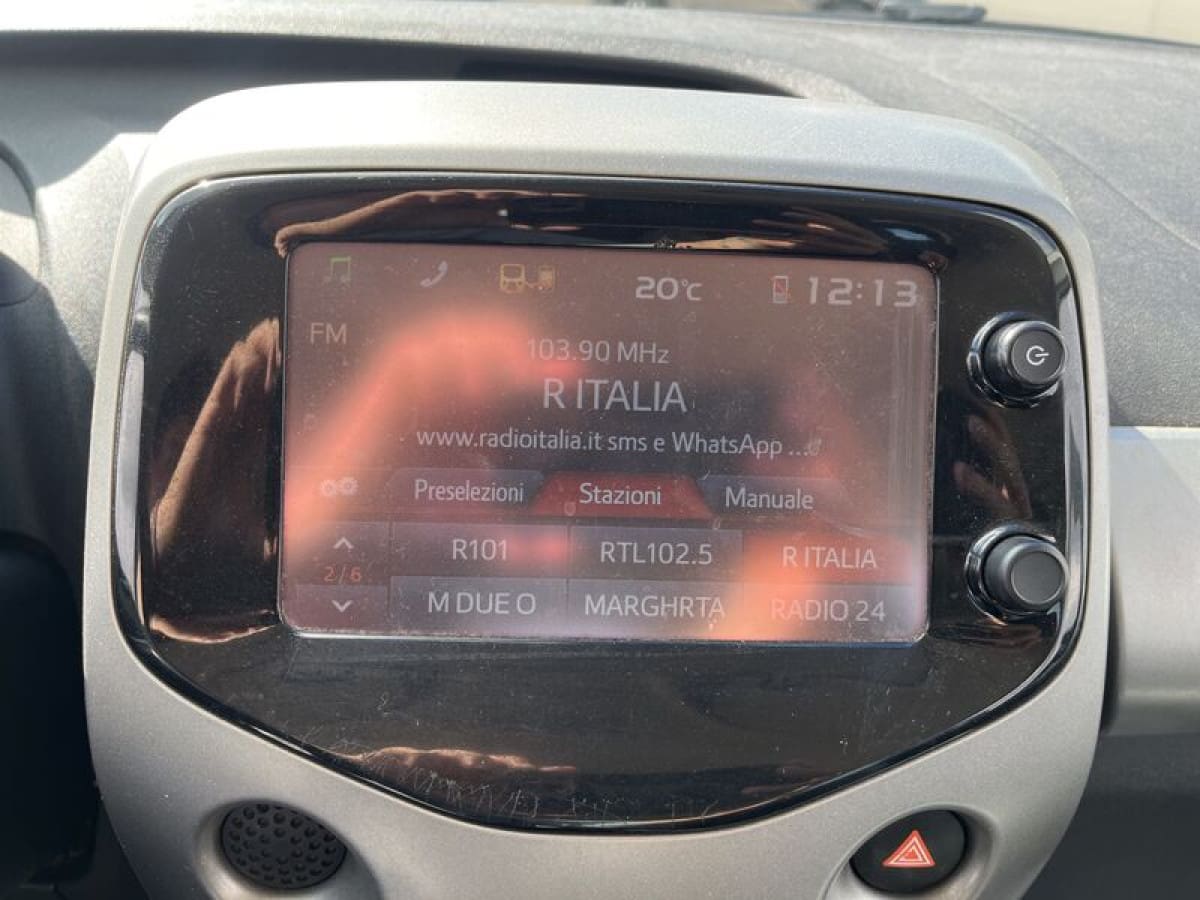 20°C 12:13
FM
103.90 MHz
R ITALIA
www.radioitalia.it sms e WhatsApp ...
Preselezioni Stazioni Manuale
R101 RTL102.5 R ITALIA
2/6
M DUE O MARGHRTA RADIO 24